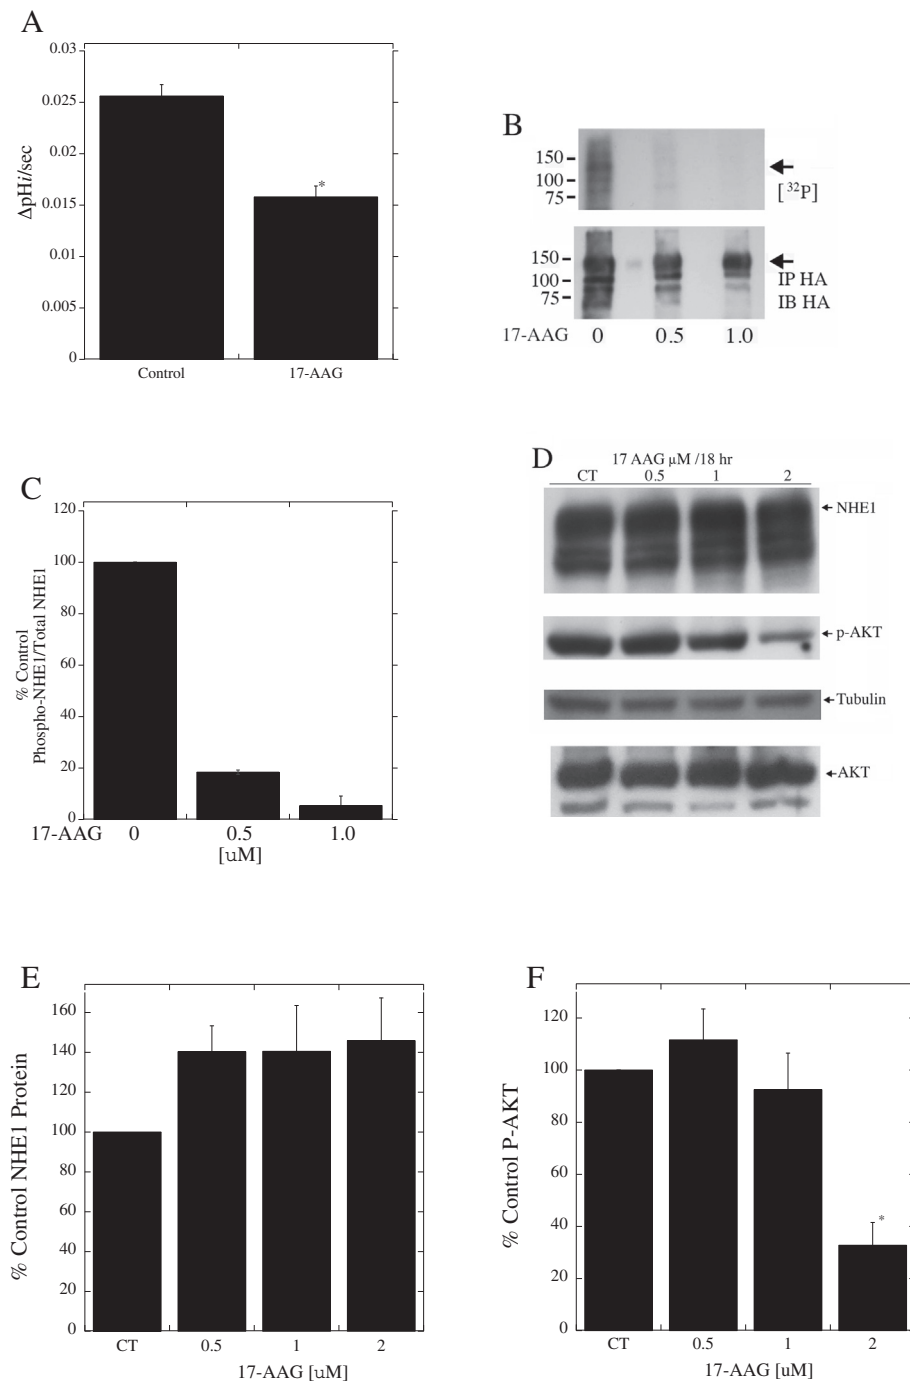 A
0.03
0.025
0.02
0.015
0.01
0.005
0
ΔpHi/sec
*
Control
17-AAG
B
150
100
75
[³²P]
150
100
75
IP HA
IB HA
17-AAG 0 0.5 1.0
C
120
100
80
60
40
20
0
% Control
Phospho-NHE1/Total NHE1
17-AAG 0 0.5 1.0
[uM]
D
17 AAG µM /18 hr
CT 0.5 1 2
NHE1
p-AKT
Tubulin
AKT
E
160
140
120
100
80
60
40
20
0
% Control NHE1 Protein
CT 0.5 1 2
17-AAG [uM]
F
120
100
80
60
40
20
0
% Control P-AKT
*
CT 0.5 1 2
17-AAG [uM]